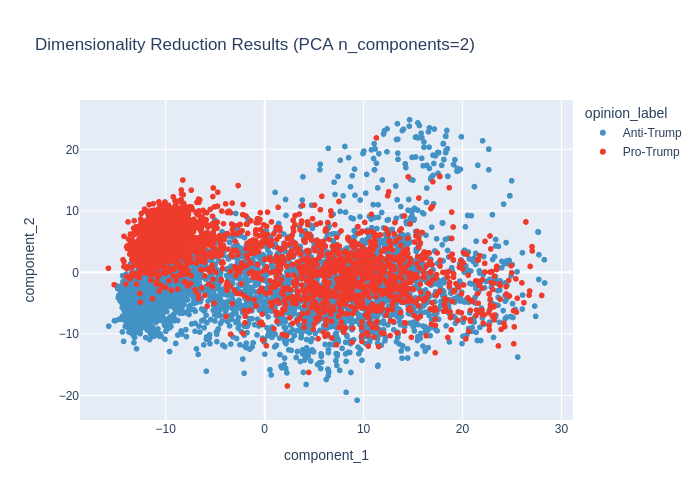 Dimensionality Reduction Results (PCA n_components=2)
opinion_label
Anti-Trump
Pro-Trump
component_2
20
10
0
−10
−20
−10
0
10
20
30
component_1